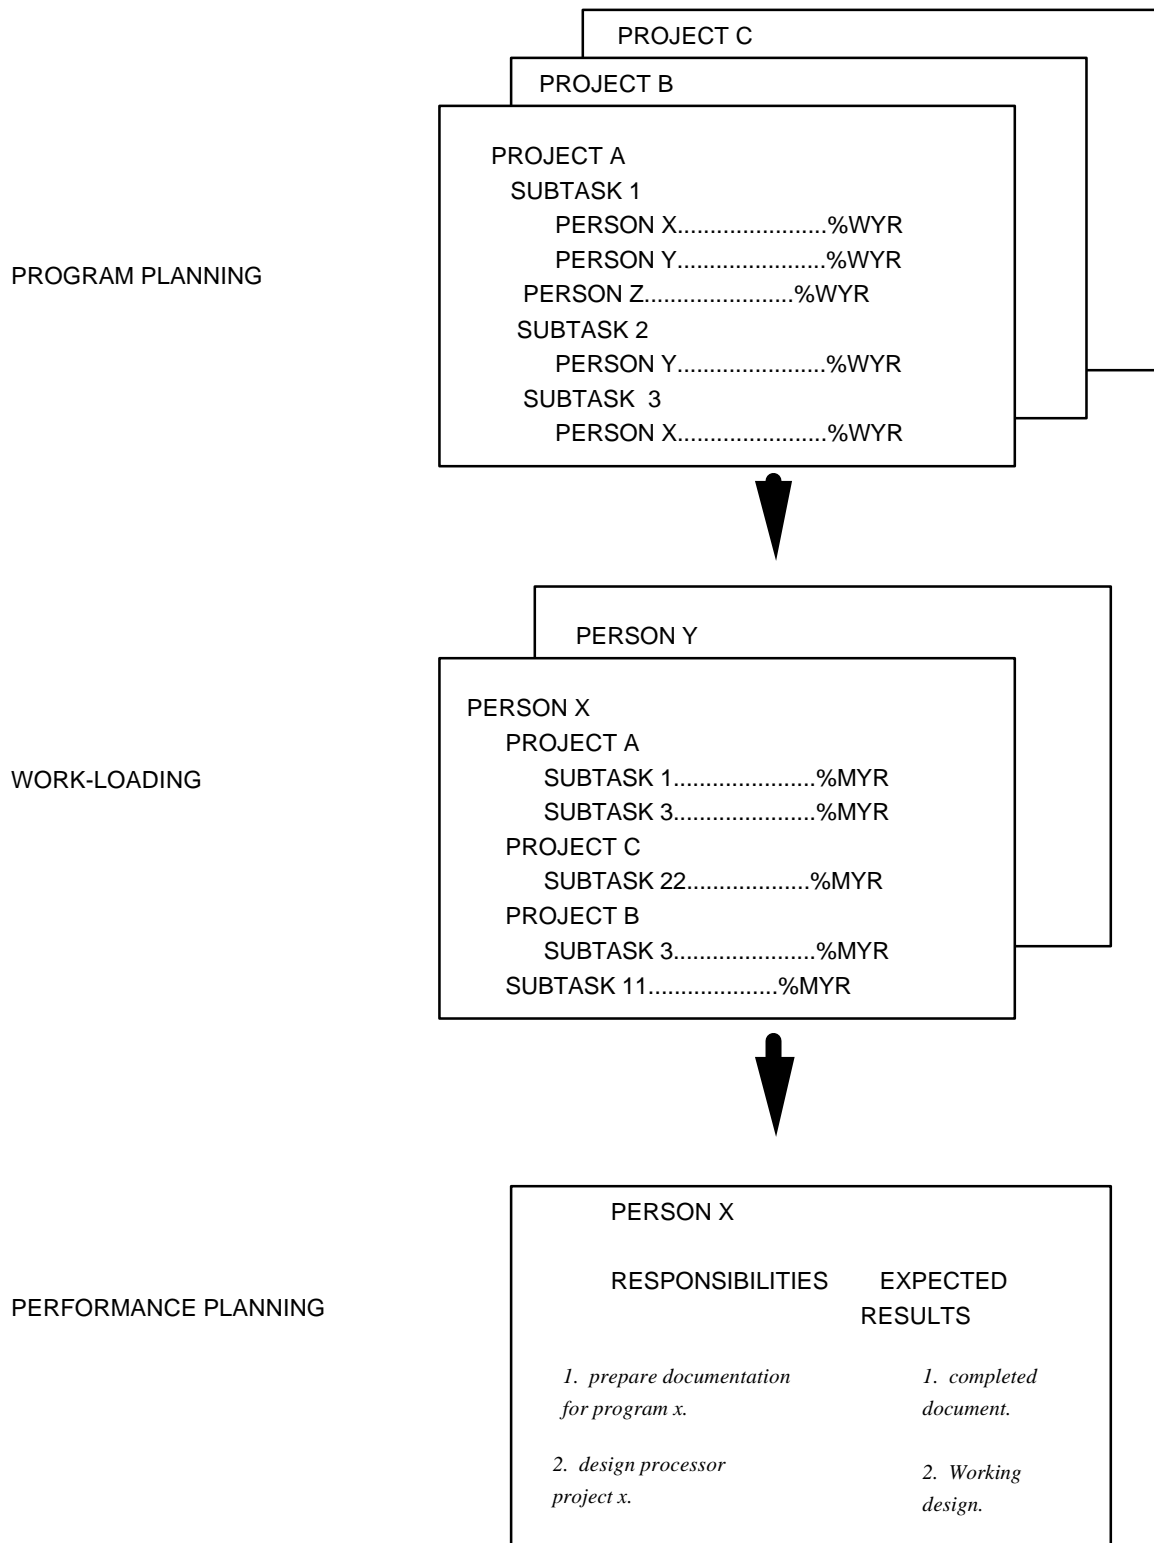 PROJECT C
PROJECT B
PROJECT A
SUBTASK 1
PERSON X.......................%WYR
PERSON Y.......................%WYR
PERSON Z.......................%WYR
SUBTASK 2
PERSON Y.......................%WYR
SUBTASK  3
PERSON X.......................%WYR
PROGRAM PLANNING
PERSON Y
PERSON X
PROJECT A
SUBTASK 1......................%MYR
SUBTASK 3......................%MYR
PROJECT C
SUBTASK 22...................%MYR
PROJECT B
SUBTASK 3......................%MYR
SUBTASK 11....................%MYR
WORK-LOADING
PERSON X
RESPONSIBILITIES
EXPECTED
RESULTS
PERFORMANCE PLANNING
1.  prepare documentation
for program x.
1.  completed
document.
2.  design processor
project x.
2.  Working
design.